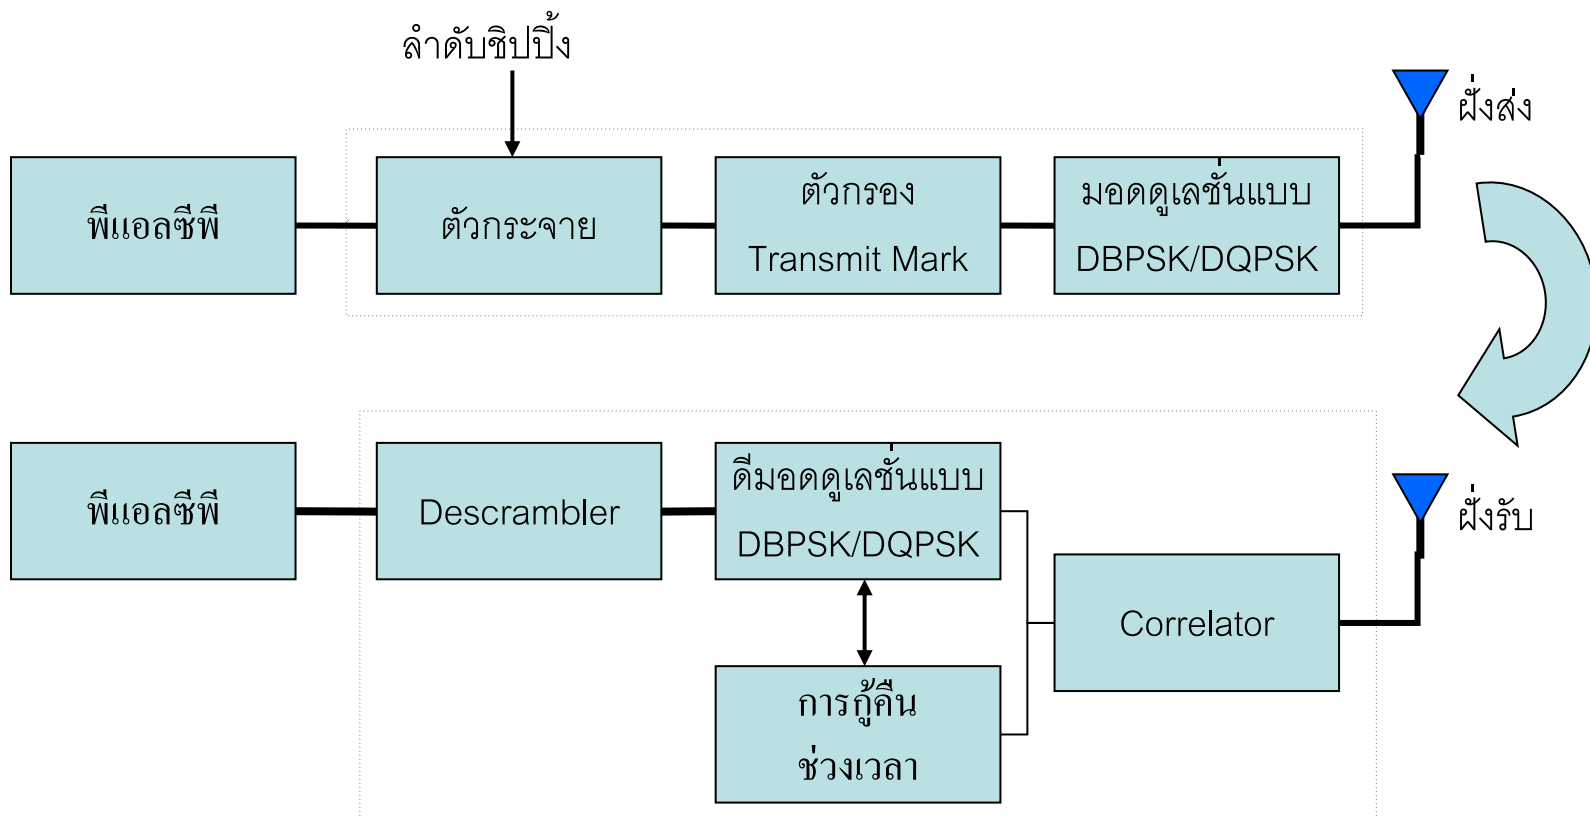 ลำดับชิปปิ้ง
ฝั่งส่ง
พีแอลซีพี
ตัวกระจาย
ตัวกรอง
Transmit Mark
มอดดูเลชั่นแบบ
DBPSK/DQPSK
พีแอลซีพี
Descrambler
ดีมอดดูเลชั่นแบบ
DBPSK/DQPSK
ฝั่งรับ
Correlator
การกู้คืน
ช่วงเวลา